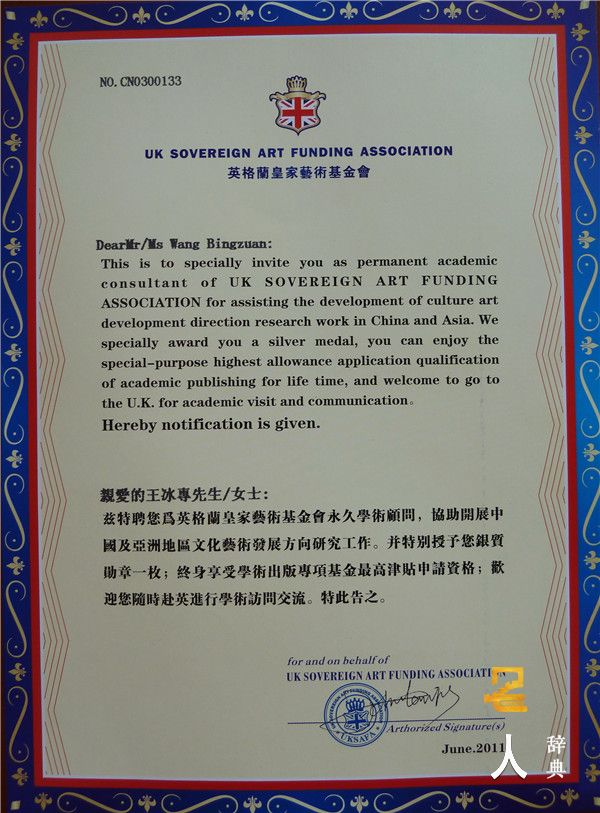 NO. CN0300133
UK SOVEREIGN ART FUNDING ASSOCIATION
英格蘭皇家藝術基金會
DearMr/Ms Wang Bingzuan:
This is to specially invite you as permanent academic
consultant of UK SOVEREIGN ART FUNDING
ASSOCIATION for assisting the development of culture art
development direction research work in China and Asia. We
specially award you a silver medal, you can enjoy the
special-purpose highest allowance application qualification
of academic publishing for life time, and welcome to go to
the U.K. for academic visit and communication。
Hereby notification is given.
親愛的王冰專先生/女士:
兹特聘您爲英格蘭皇家藝術基金會永久學術顧問，協助開展中
國及亞洲地區文化藝術發展方向研究工作。并特别授予您銀質
勛章一枚；終身享受學術出版專項基金最高津貼申請資格；歡
迎您隨時赴英進行學術訪問交流。特此告之。
for and on behalf of
UK SOVEREIGN ART FUNDING ASSOCIATION
UK SOVEREIGN ART FUNDING ASSOCIATION
UKSAFA
Arthorized Signature(s)
June.2011
名
人
辞典